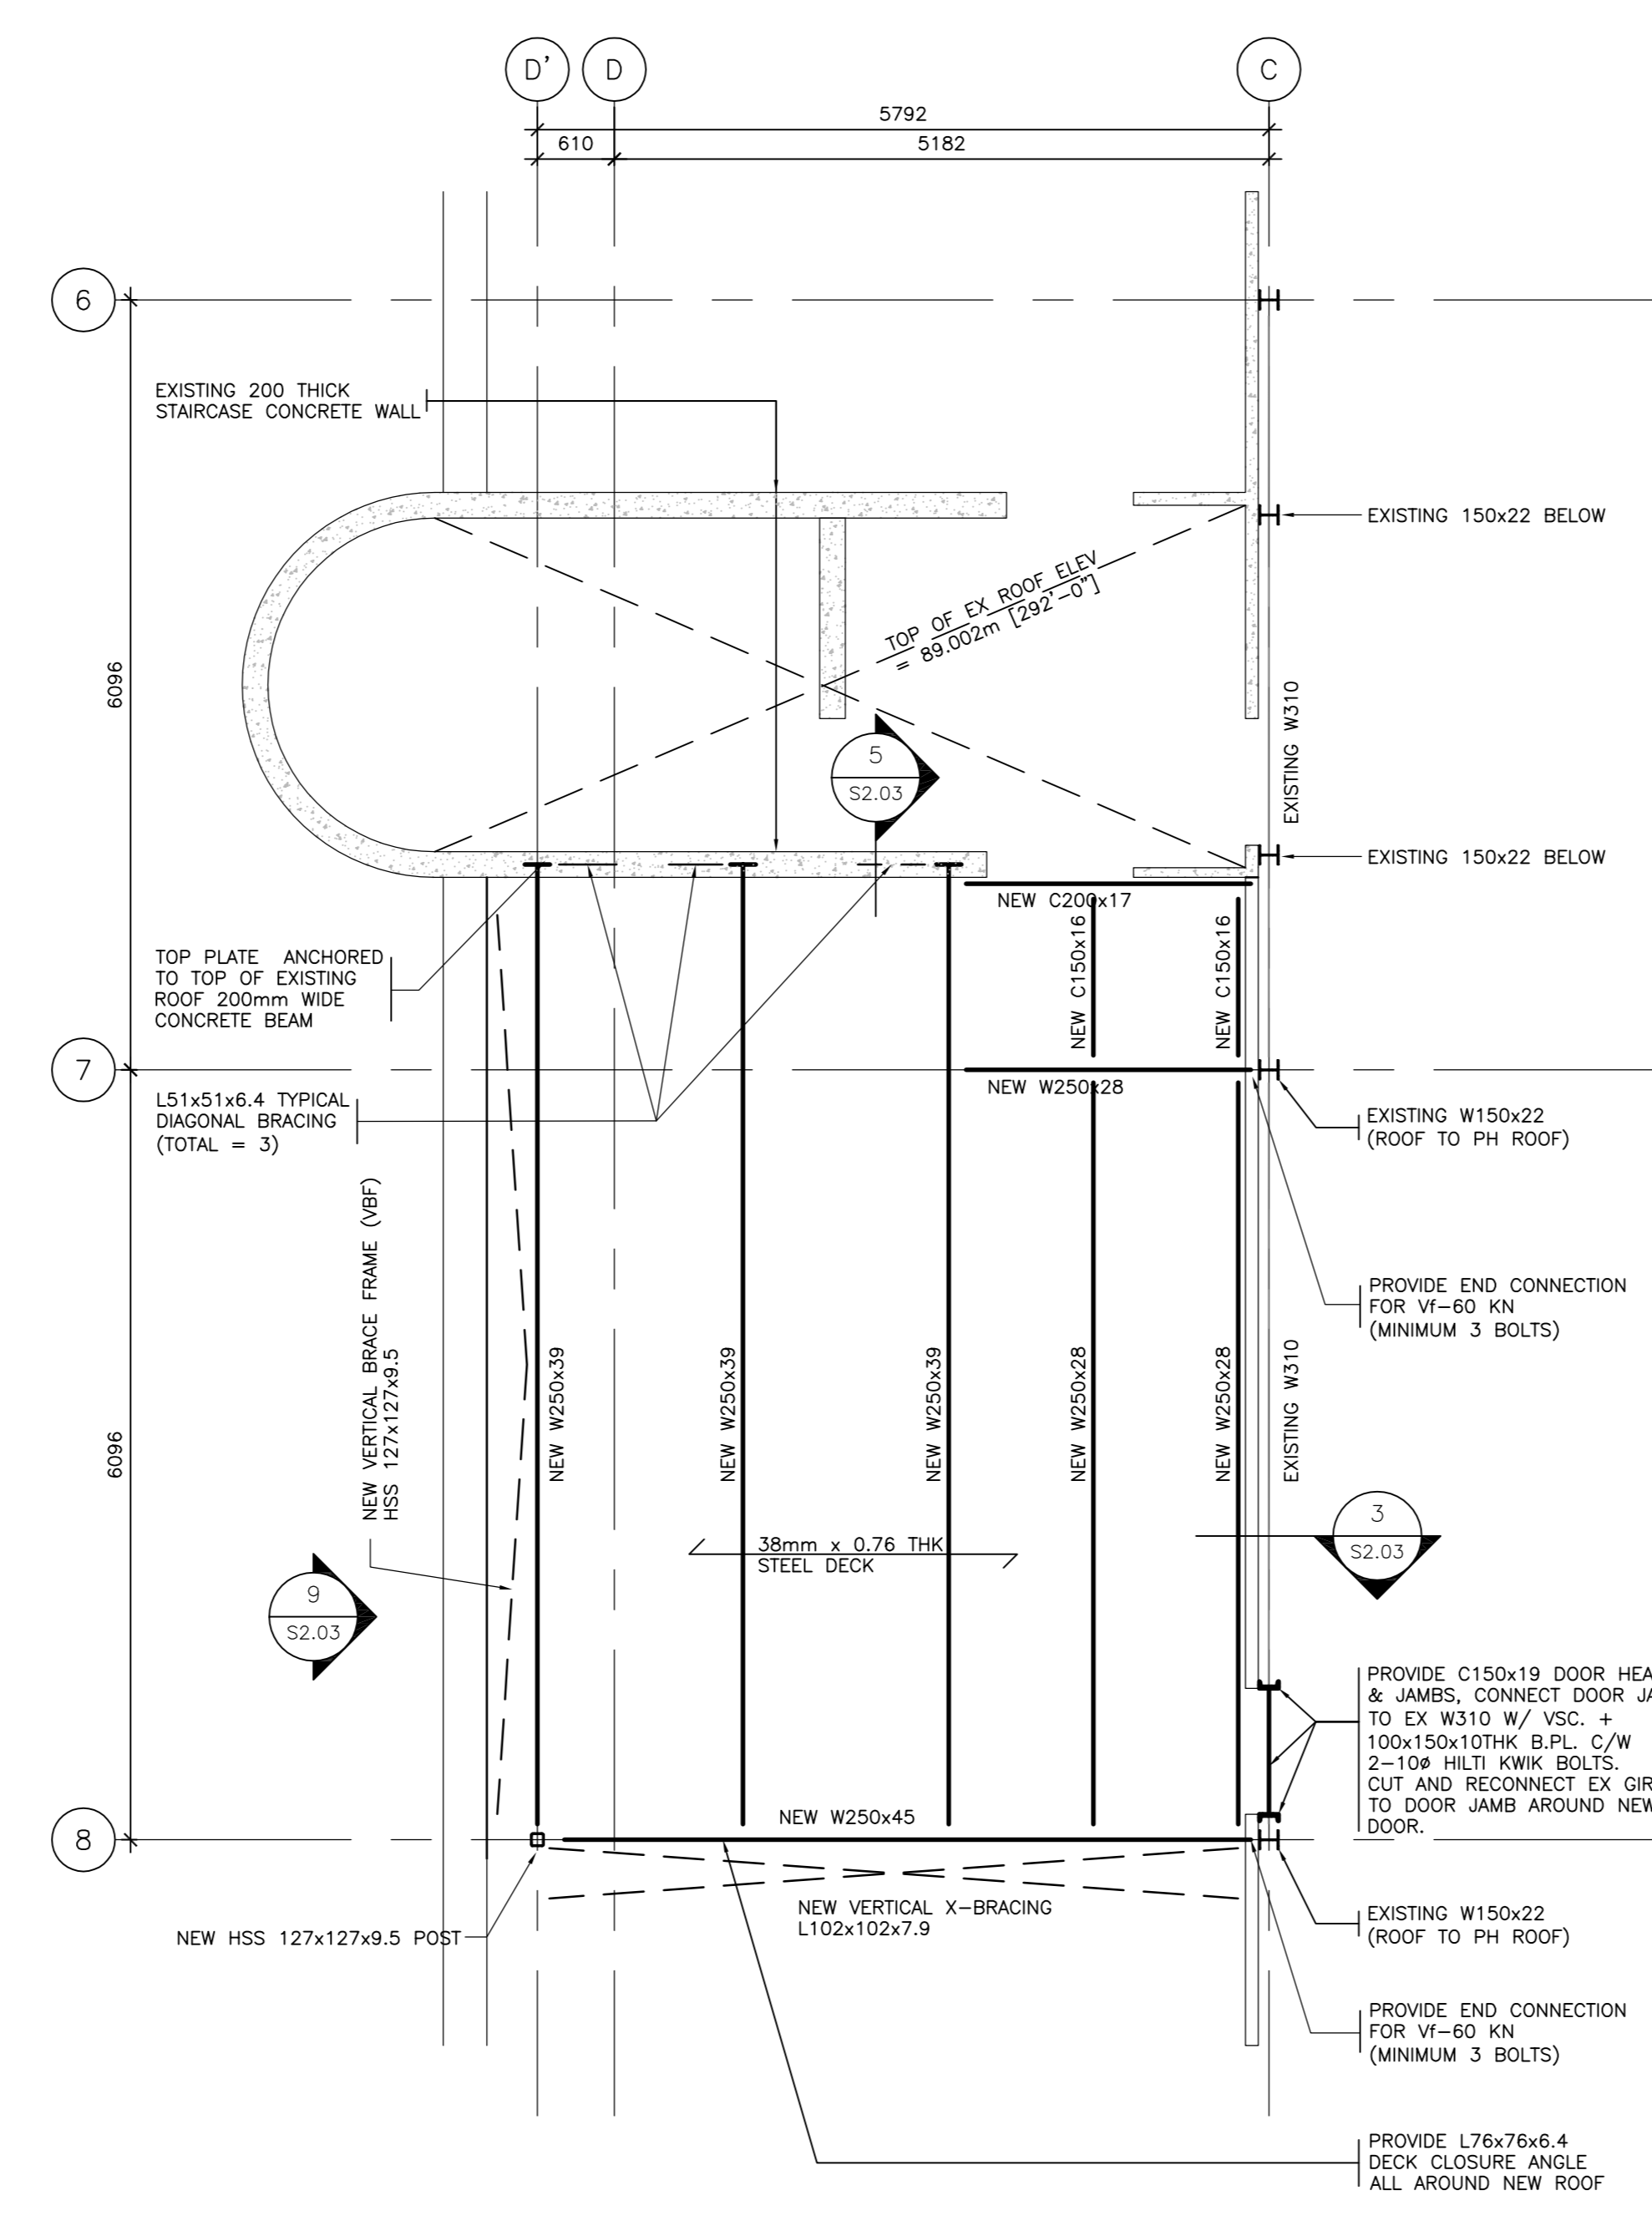 D'
D
C
5792
610
5182
6
EXISTING 200 THICK
STAIRCASE CONCRETE WALL
EXISTING 150x22 BELOW
TOP OF EX ROOF ELEV
= 89.002m [292'-0"]
6096
EXISTING W310
5
S2.03
EXISTING 150x22 BELOW
NEW C200x17
NEW C150x16
NEW C150x16
TOP PLATE ANCHORED
TO TOP OF EXISTING
ROOF 200mm WIDE
CONCRETE BEAM
7
NEW W250x28
L51x51x6.4 TYPICAL
DIAGONAL BRACING
(TOTAL = 3)
EXISTING W150x22
(ROOF TO PH ROOF)
NEW VERTICAL BRACE FRAME (VBF)
HSS 127x127x9.5
PROVIDE END CONNECTION
FOR Vf-60 KN
(MINIMUM 3 BOLTS)
6096
NEW W250x39
NEW W250x39
NEW W250x39
NEW W250x28
NEW W250x28
EXISTING W310
3
S2.03
38mm x 0.76 THK
STEEL DECK
9
S2.03
PROVIDE C150x19 DOOR HEA
& JAMBS, CONNECT DOOR JA
TO EX W310 W/ VSC. +
100x150x10THK B.PL. C/W
2-10ø HILTI KWIK BOLTS.
CUT AND RECONNECT EX GIR
TO DOOR JAMB AROUND NEW
DOOR.
NEW W250x45
8
NEW VERTICAL X-BRACING
L102x102x7.9
NEW HSS 127x127x9.5 POST
EXISTING W150x22
(ROOF TO PH ROOF)
PROVIDE END CONNECTION
FOR Vf-60 KN
(MINIMUM 3 BOLTS)
PROVIDE L76x76x6.4
DECK CLOSURE ANGLE
ALL AROUND NEW ROOF